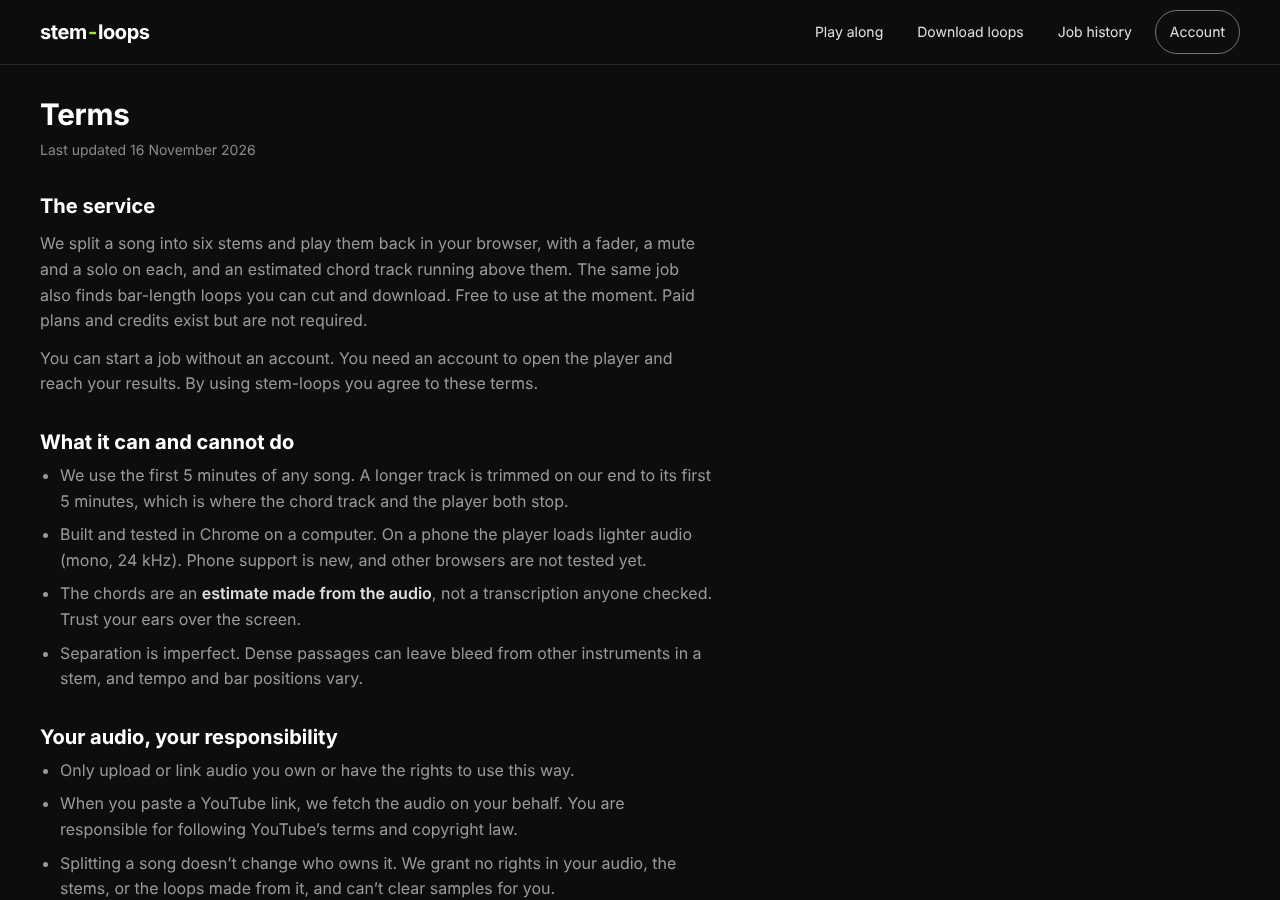 stem-loops
Play along
Download loops
Job history
Account
Terms
Last updated 16 November 2026
The service
We split a song into six stems and play them back in your browser, with a fader, a mute
and a solo on each, and an estimated chord track running above them. The same job
also finds bar-length loops you can cut and download. Free to use at the moment. Paid
plans and credits exist but are not required.
You can start a job without an account. You need an account to open the player and
reach your results. By using stem-loops you agree to these terms.
What it can and cannot do
• We use the first 5 minutes of any song. A longer track is trimmed on our end to its first
5 minutes, which is where the chord track and the player both stop.
• Built and tested in Chrome on a computer. On a phone the player loads lighter audio
(mono, 24 kHz). Phone support is new, and other browsers are not tested yet.
• The chords are an estimate made from the audio, not a transcription anyone checked.
Trust your ears over the screen.
• Separation is imperfect. Dense passages can leave bleed from other instruments in a
stem, and tempo and bar positions vary.
Your audio, your responsibility
• Only upload or link audio you own or have the rights to use this way.
• When you paste a YouTube link, we fetch the audio on your behalf. You are
responsible for following YouTube’s terms and copyright law.
• Splitting a song doesn’t change who owns it. We grant no rights in your audio, the
stems, or the loops made from it, and can’t clear samples for you.